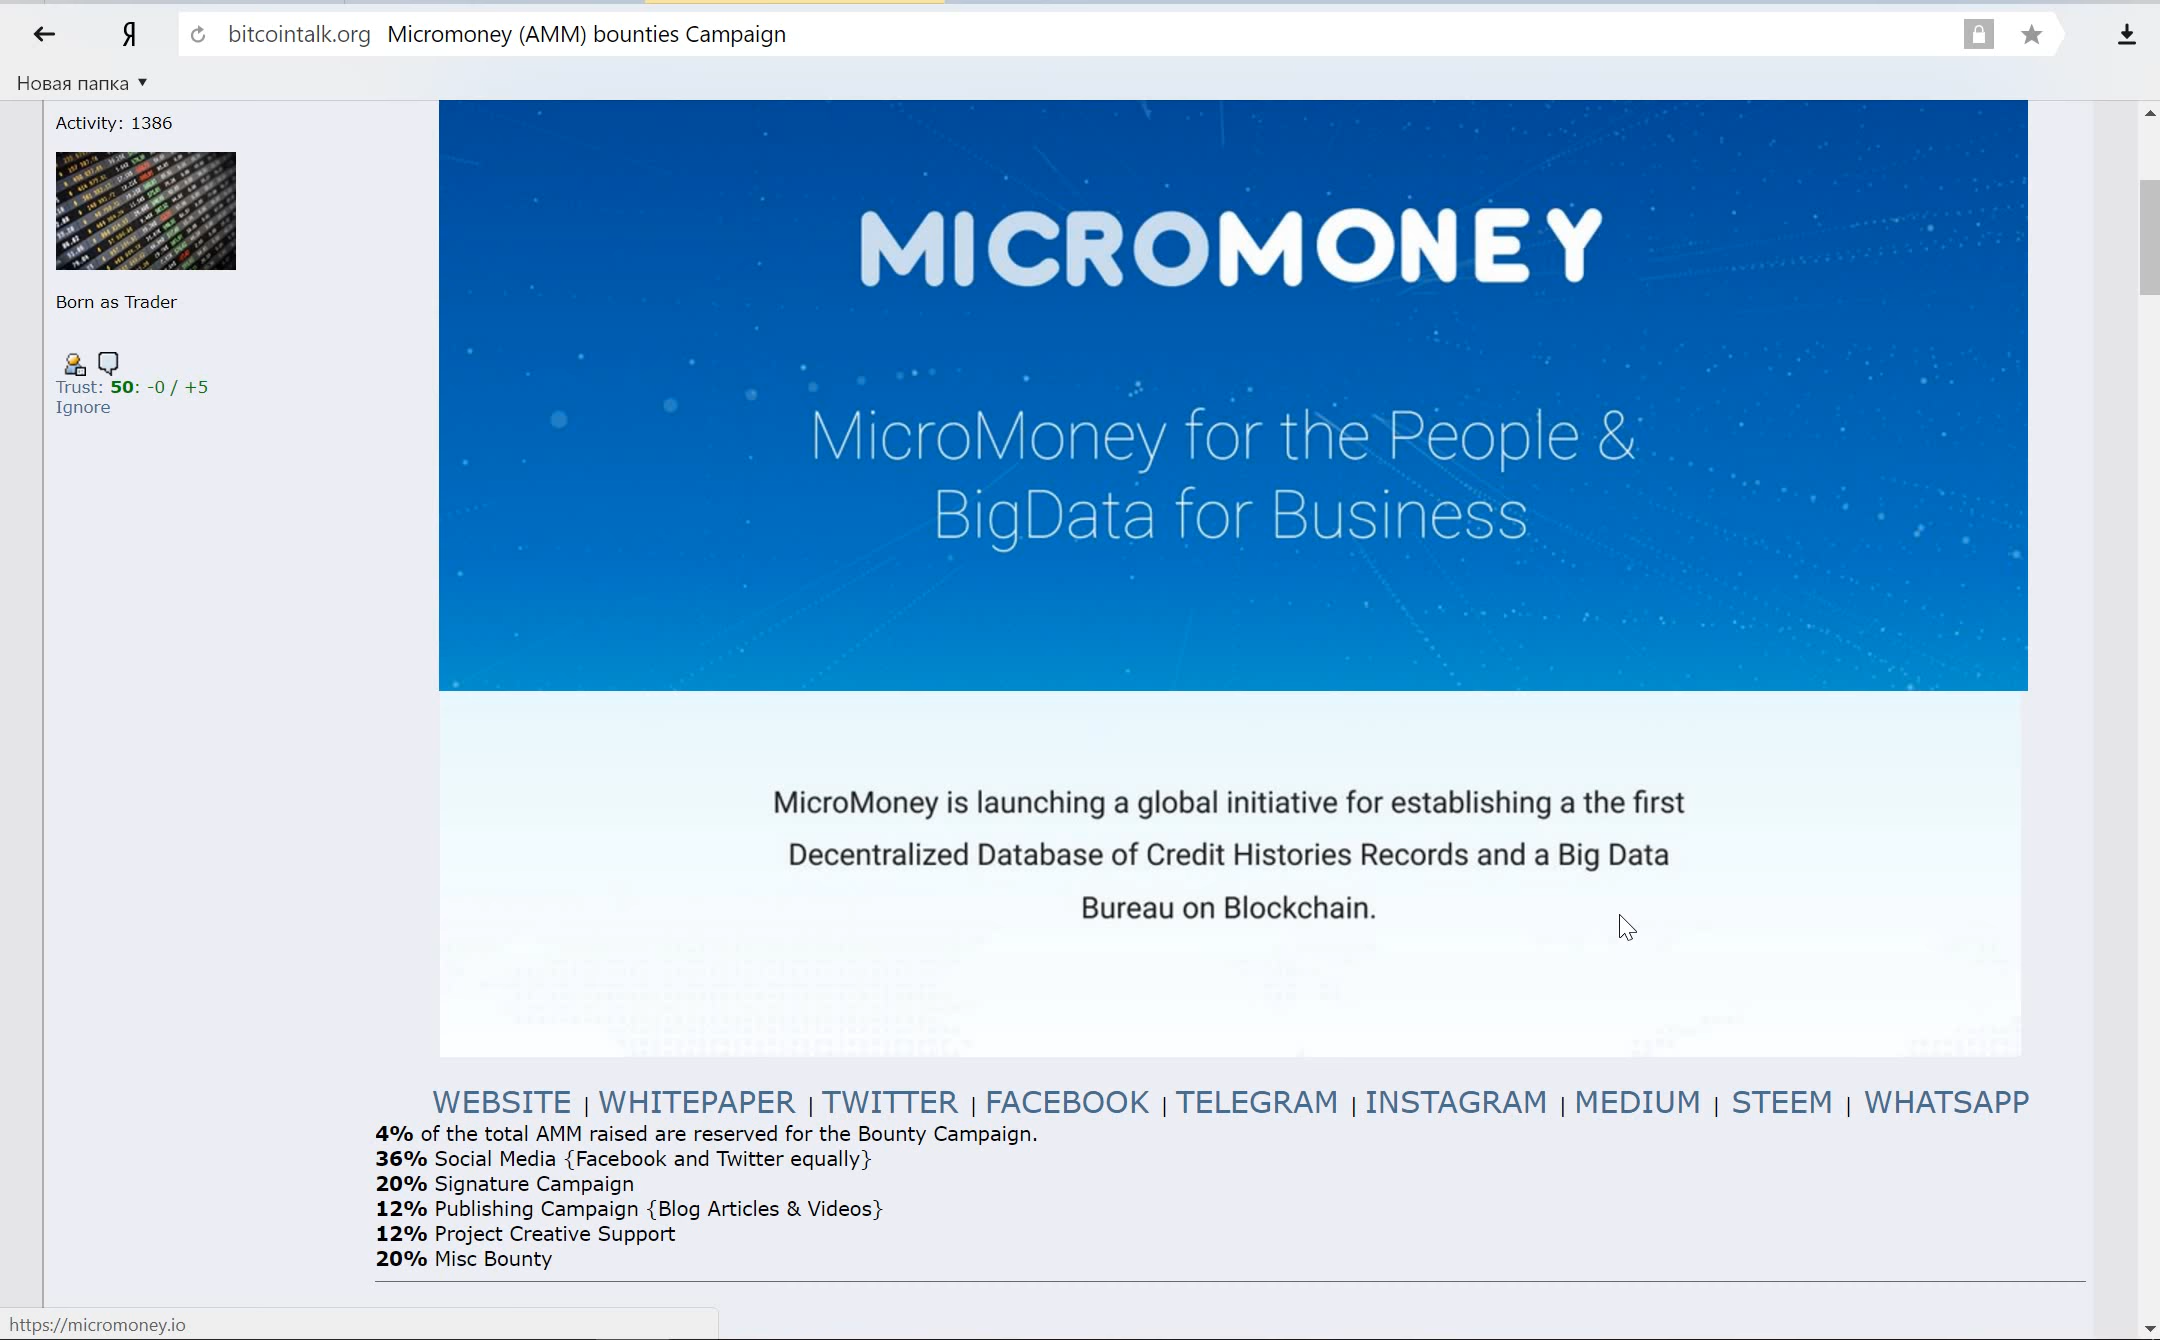 Я
bitcointalk.org Micromoney (AMM) bounties Campaign
Новая папка
Activity: 1386
Born as Trader
Trust: 50: -0 / +5
Ignore
MICROMONEY
MicroMoney for the People &
BigData for Business
MicroMoney is launching a global initiative for establishing a the first
Decentralized Database of Credit Histories Records and a Big Data
Bureau on Blockchain.
WEBSITE | WHITEPAPER | TWITTER | FACEBOOK | TELEGRAM | INSTAGRAM | MEDIUM | STEEM | WHATSAPP
4% of the total AMM raised are reserved for the Bounty Campaign.
36% Social Media {Facebook and Twitter equally}
20% Signature Campaign
12% Publishing Campaign {Blog Articles & Videos}
12% Project Creative Support
20% Misc Bounty
https://micromoney.io